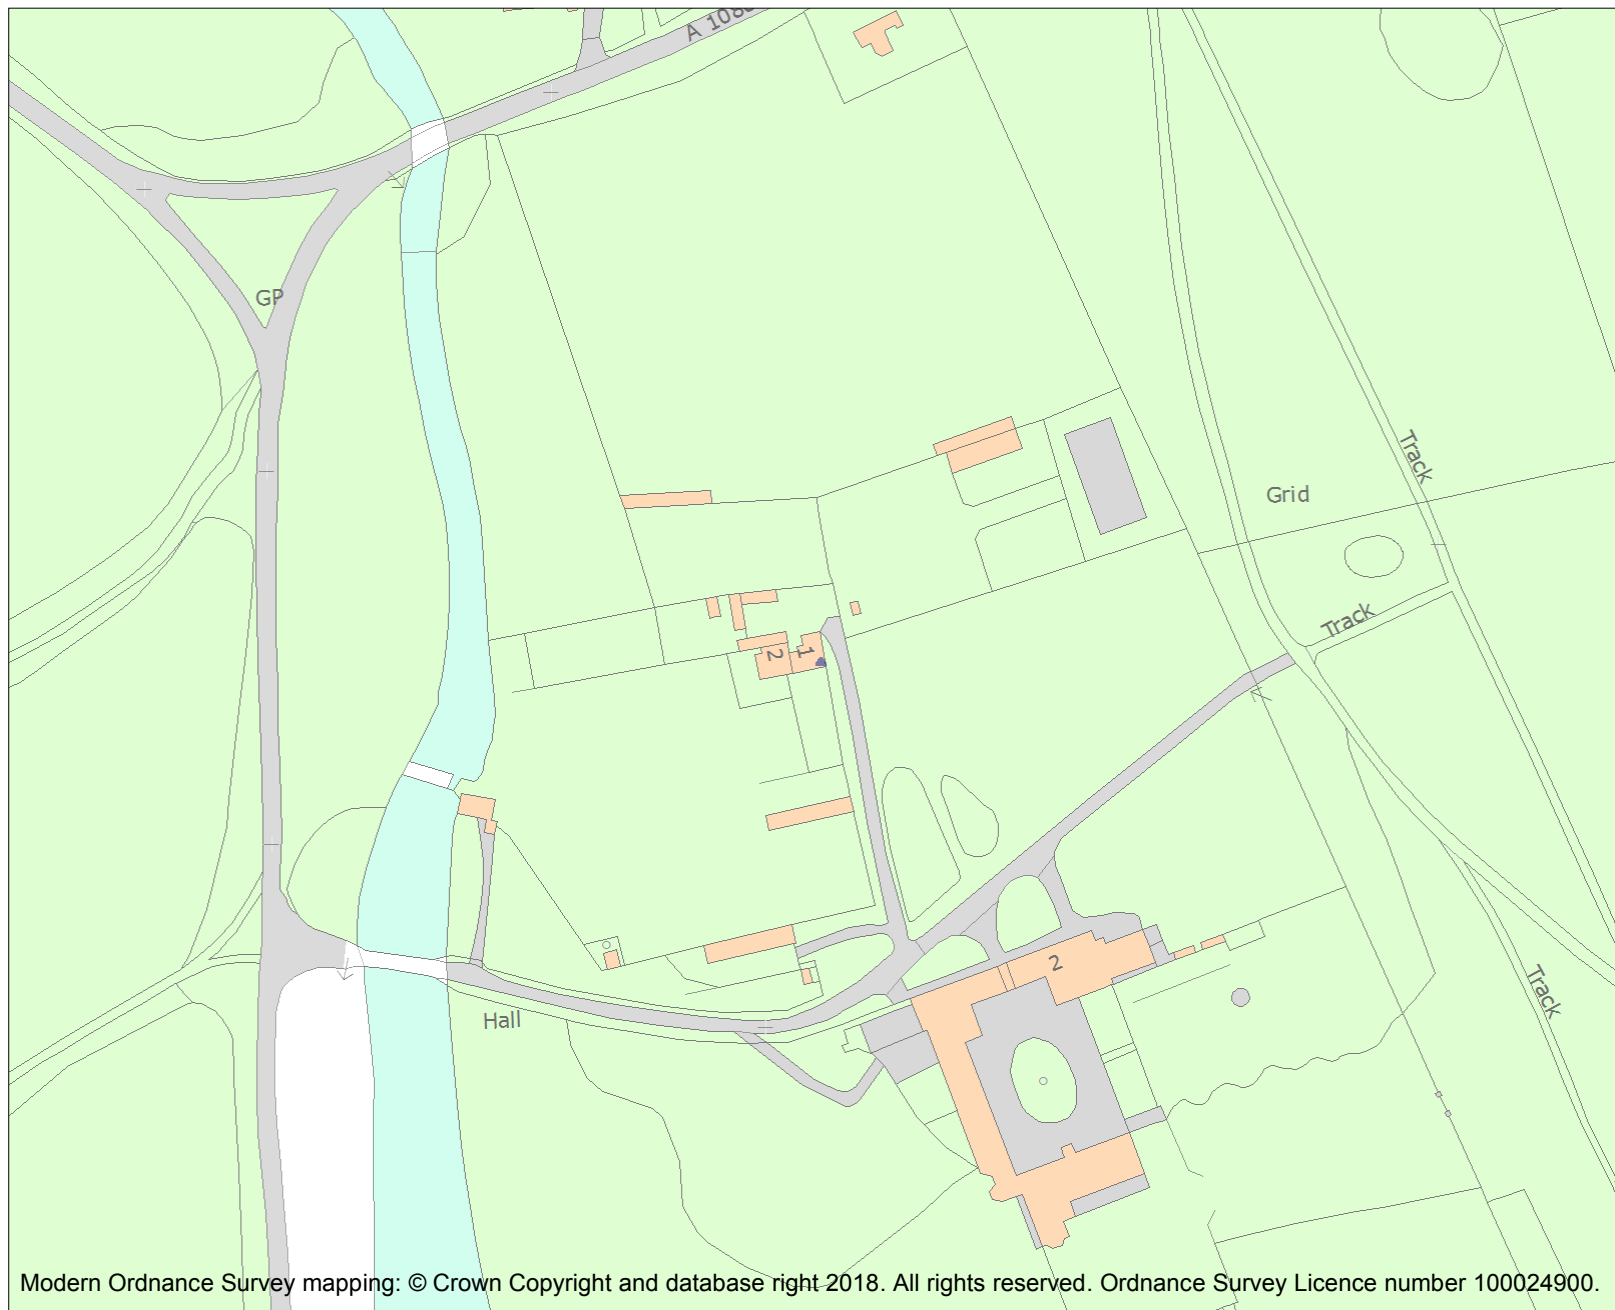 A 108
GP
Track
Grid
Track
1
2
2
Track
Hall
Modern Ordnance Survey mapping: © Crown Copyright and database right 2018. All rights reserved. Ordnance Survey Licence number 100024900.